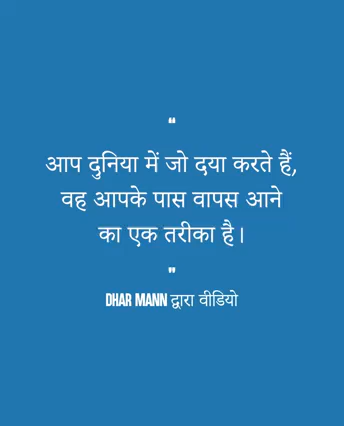 "
आप दुनिया में जो दया करते हैं,
वह आपके पास वापस आने
का एक तरीका है।
"
DHAR MANN द्वारा वीडियो